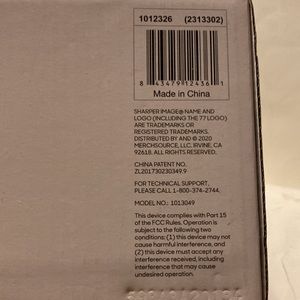 1012326 (2313302)
8 43479 12436 1
Made in China
SHARPER IMAGE® NAME AND
LOGO (INCLUDING THE 77 LOGO)
ARE TRADEMARKS OR
REGISTERED TRADEMARKS.
DISTRIBUTED BY AND © 2020
MERCHSOURCE, LLC. IRVINE, CA
92618. ALL RIGHTS RESERVED.
CHINA PATENT NO.
ZL201730230349.9
FOR TECHNICAL SUPPORT,
PLEASE CALL 1-800-374-2744.
MODEL NO.: 1013049
This device complies with Part 15
of the FCC Rules. Operation is
subject to the following two
conditions: (1) this device may not
cause harmful interference, and
(2) this device must accept any
interference received, including
interference that may cause
undesired operation.